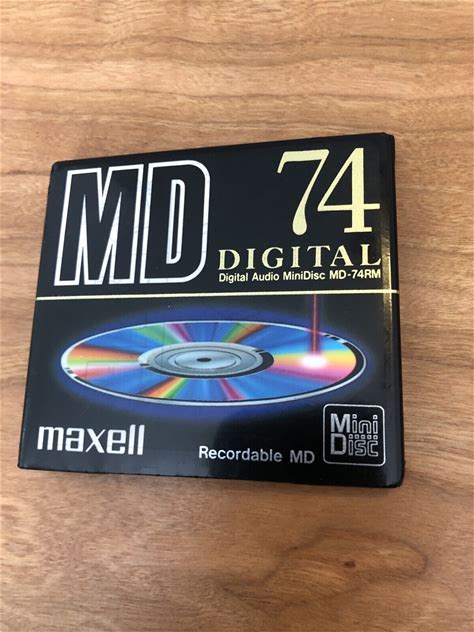 MD
74
DIGITAL
Digital Audio MiniDisc MD-74RM
maxell
Recordable MD
Mini
Disc